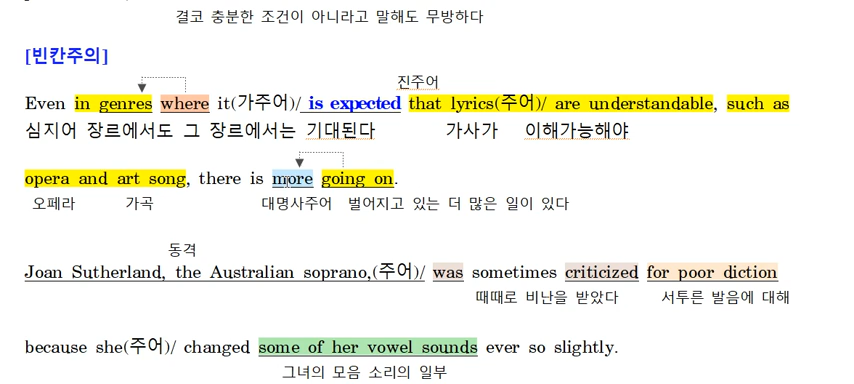 결코 충분한 조건이 아니라고 말해도 무방하다
[빈칸주의]
진주어
Even in genres where it(가주어)/ is expected that lyrics(주어)/ are understandable, such as
심지어 장르에서도 그 장르에서는 기대된다 가사가 이해가능해야
opera and art song, there is more going on.
오페라 가곡 대명사주어 벌어지고 있는 더 많은 일이 있다
동격
Joan Sutherland, the Australian soprano,(주어)/ was sometimes criticized for poor diction
때때로 비난을 받았다 서투른 발음에 대해
because she(주어)/ changed some of her vowel sounds ever so slightly.
그녀의 모음 소리의 일부